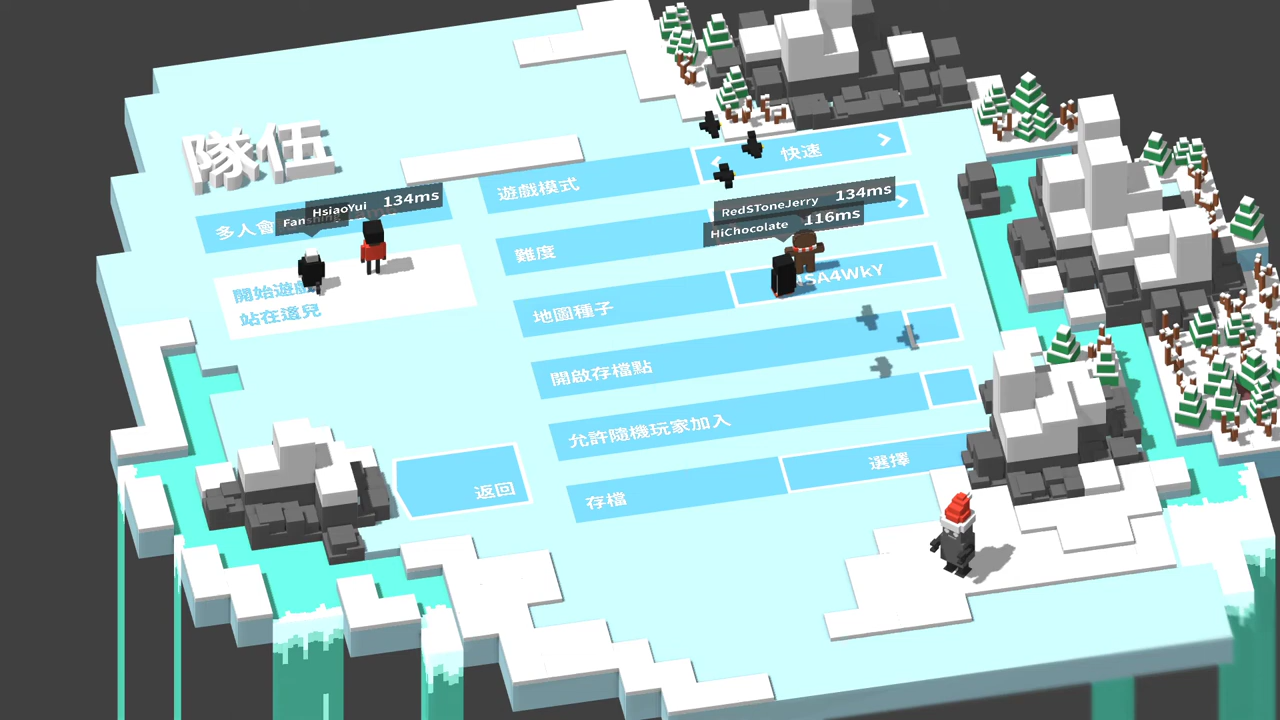 隊伍
HsiaoYui 134ms
多人會
開始遊戲
站在這兒
返回
遊戲模式
快速
RedSToneJerry 134ms
HiChocolate 116ms
難度
地圖種子
SA4WkY
開啟存檔點
允許隨機玩家加入
存檔
選擇